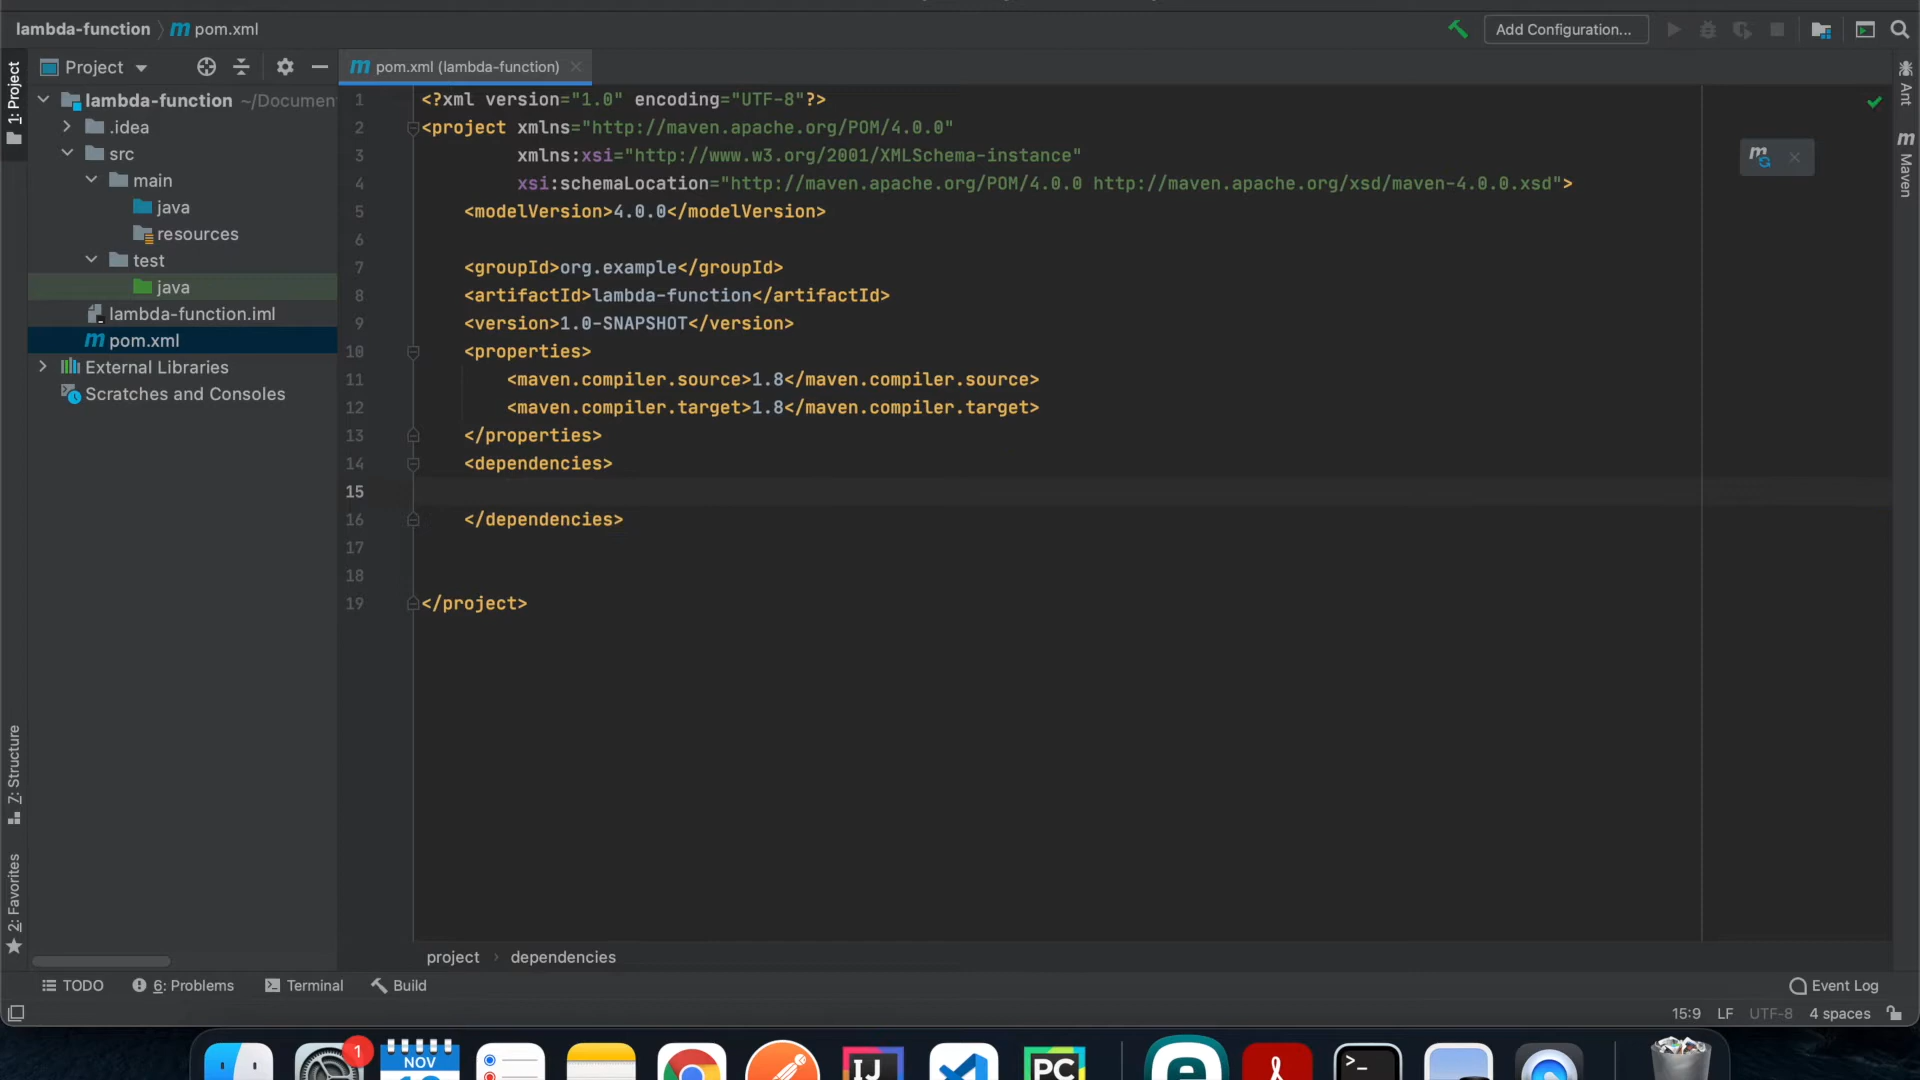 lambda-function pom.xml
Add Configuration...
1: Project
Project
pom.xml (lambda-function)
lambda-function ~/Documen
.idea
src
main
java
resources
test
java
lambda-function.iml
pom.xml
External Libraries
Scratches and Consoles
1 <?xml version="1.0" encoding="UTF-8"?>
2 <project xmlns="http://maven.apache.org/POM/4.0.0"
3 xmlns:xsi="http://www.w3.org/2001/XMLSchema-instance"
4 xsi:schemaLocation="http://maven.apache.org/POM/4.0.0 http://maven.apache.org/xsd/maven-4.0.0.xsd">
5 <modelVersion>4.0.0</modelVersion>
6
7 <groupId>org.example</groupId>
8 <artifactId>lambda-function</artifactId>
9 <version>1.0-SNAPSHOT</version>
10 <properties>
11 <maven.compiler.source>1.8</maven.compiler.source>
12 <maven.compiler.target>1.8</maven.compiler.target>
13 </properties>
14 <dependencies>
15
16 </dependencies>
17
18
19 </project>
Ant
m Maven
Z: Structure
2: Favorites
project dependencies
TODO 6: Problems Terminal Build
Event Log
15:9 LF UTF-8 4 spaces
1
NOV
IJ
PC
e
>_